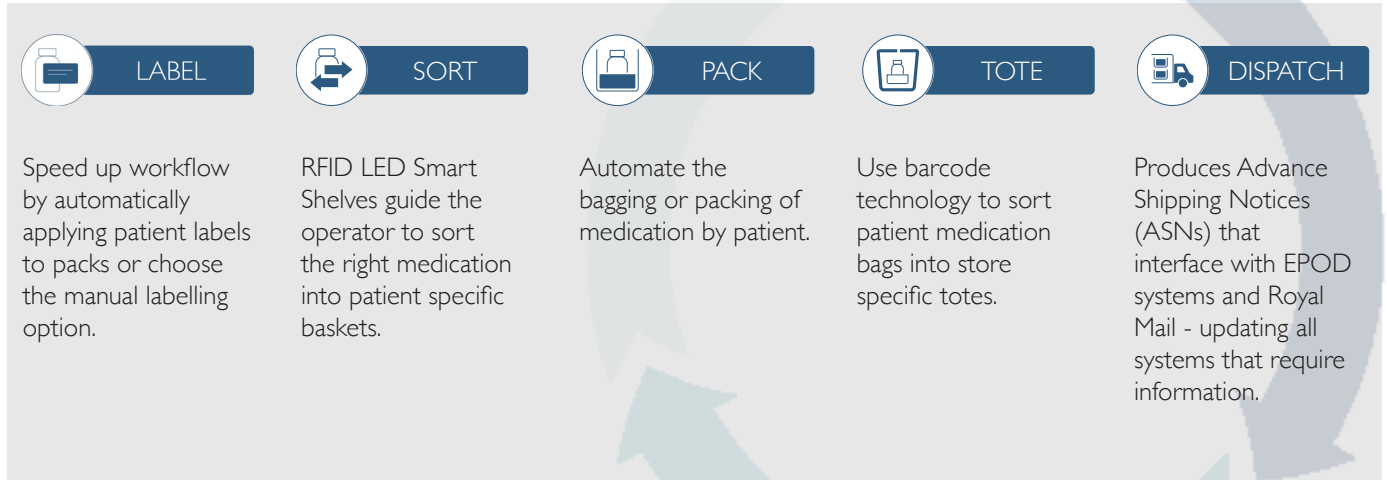 LABEL
Speed up workflow
by automatically
applying patient labels
to packs or choose
the manual labelling
option.
SORT
RFID LED Smart
Shelves guide the
operator to sort
the right medication
into patient specific
baskets.
PACK
Automate the
bagging or packing of
medication by patient.
TOTE
Use barcode
technology to sort
patient medication
bags into store
specific totes.
DISPATCH
Produces Advance
Shipping Notices
(ASNs) that
interface with EPOD
systems and Royal
Mail - updating all
systems that require
information.